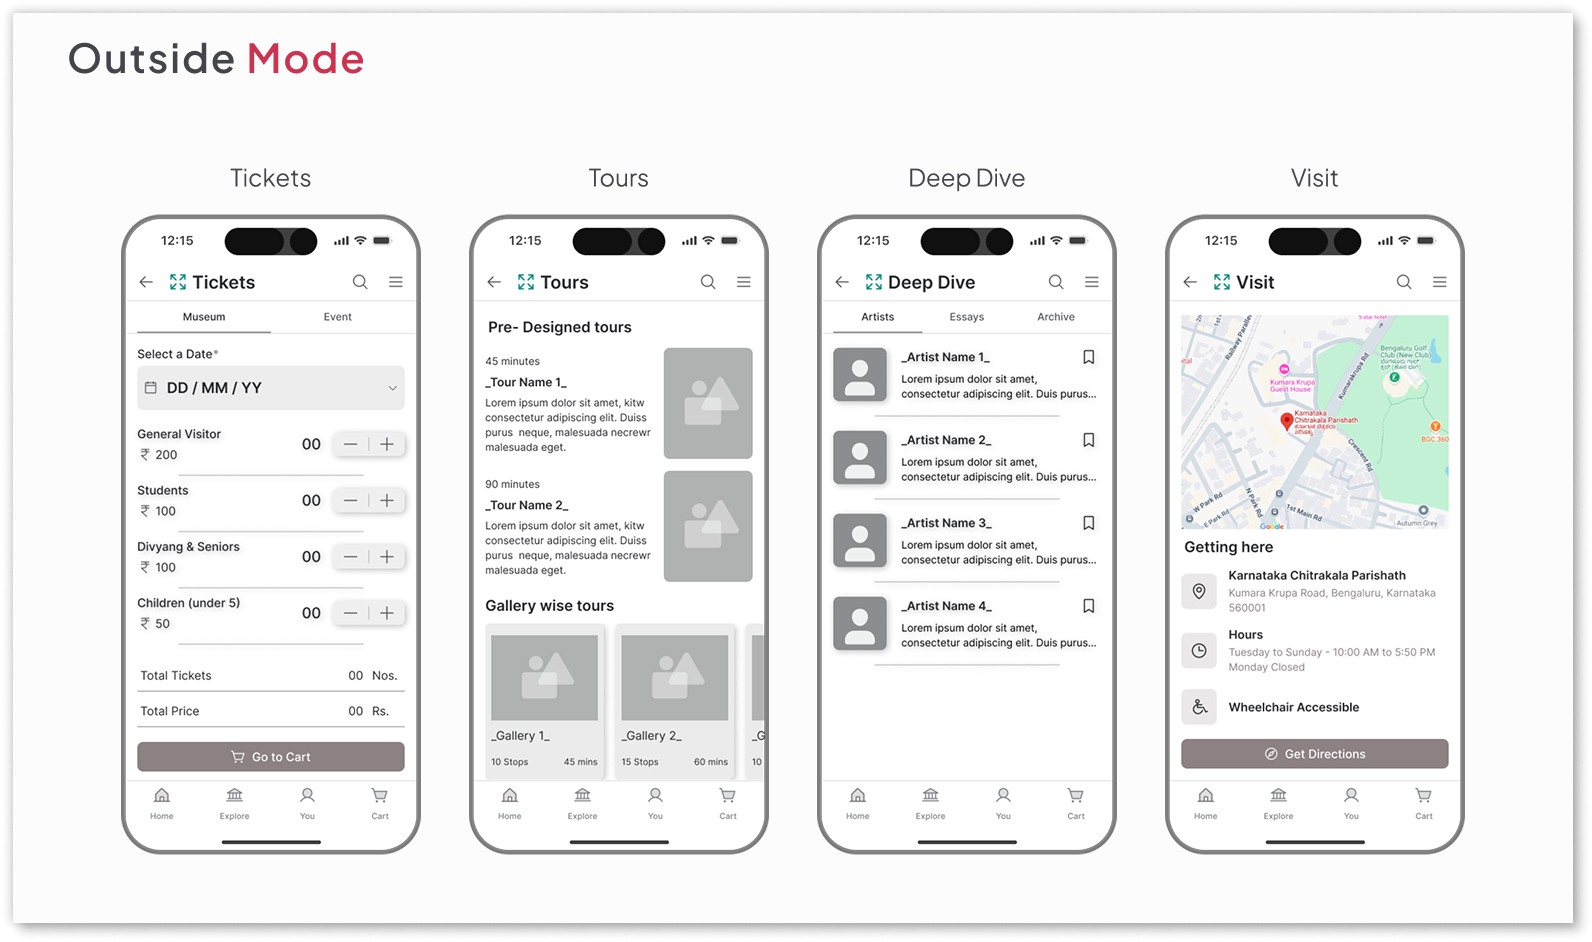 Outside Mode
Tickets
12:15
Tickets
Museum Event
Select a Date*
DD / MM / YY
General Visitor
₹ 200
00
Students
₹ 100
00
Divyang & Seniors
₹ 100
00
Children (under 5)
₹ 50
00
Total Tickets 00 Nos.
Total Price 00 Rs.
Go to Cart
Home Explore You Cart
Tours
12:15
Tours
Pre- Designed tours
45 minutes
_Tour Name 1_
Lorem ipsum dolor sit amet, kitw
consectetur adipiscing elit. Duiss
purus neque, malesuada necrewr
malesuada eget.
90 minutes
_Tour Name 2_
Lorem ipsum dolor sit amet, kitw
consectetur adipiscing elit. Duiss
purus neque, malesuada necrewr
malesuada eget.
Gallery wise tours
_Gallery 1_
10 Stops 45 mins
_Gallery 2_
15 Stops 60 mins
_G
10
Home Explore You Cart
Deep Dive
12:15
Deep Dive
Artists Essays Archive
_Artist Name 1_
Lorem ipsum dolor sit amet,
consectetur adipiscing elit. Duis purus...
_Artist Name 2_
Lorem ipsum dolor sit amet,
consectetur adipiscing elit. Duis purus...
_Artist Name 3_
Lorem ipsum dolor sit amet,
consectetur adipiscing elit. Duis purus...
_Artist Name 4_
Lorem ipsum dolor sit amet,
consectetur adipiscing elit. Duis purus...
Home Explore You Cart
Visit
12:15
Visit
1st Main Rd
Railway Parallel
Bengaluru Golf
Club (New Club)
Kumarakrupa Rd
Kumara Krupa
Guest House
Karnataka
Chitrakala Parishath
BGC 360
Crescent Rd
W Park Rd
E Park Rd
N Park Rd
1st Main Rd
Google
Autumn Grey
Getting here
Karnataka Chitrakala Parishath
Kumara Krupa Road, Bengaluru, Karnataka
560001
Hours
Tuesday to Sunday - 10:00 AM to 5:50 PM
Monday Closed
Wheelchair Accessible
Get Directions
Home Explore You Cart